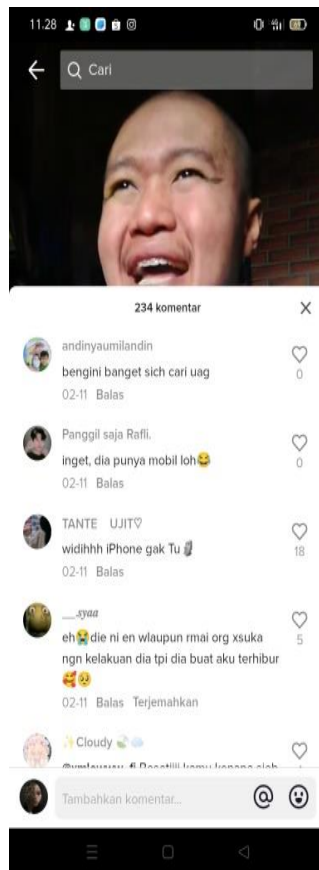 11.28
Cari
234 komentar
andinyaumilandin
bengini banget sich cari uag
0
02-11 Balas
Panggil saja Rafli.
inget, dia punya mobil loh😂
0
02-11 Balas
TANTE UJIT♡
widihhh iPhone gak Tu
18
02-11 Balas
__syaa
eh😭die ni en wlaupun rmai org xsuka
5
ngn kelakuan dia tpi dia buat aku terhibur
🥰🥺
02-11 Balas Terjemahkan
✨Cloudy
Tambahkan komentar...